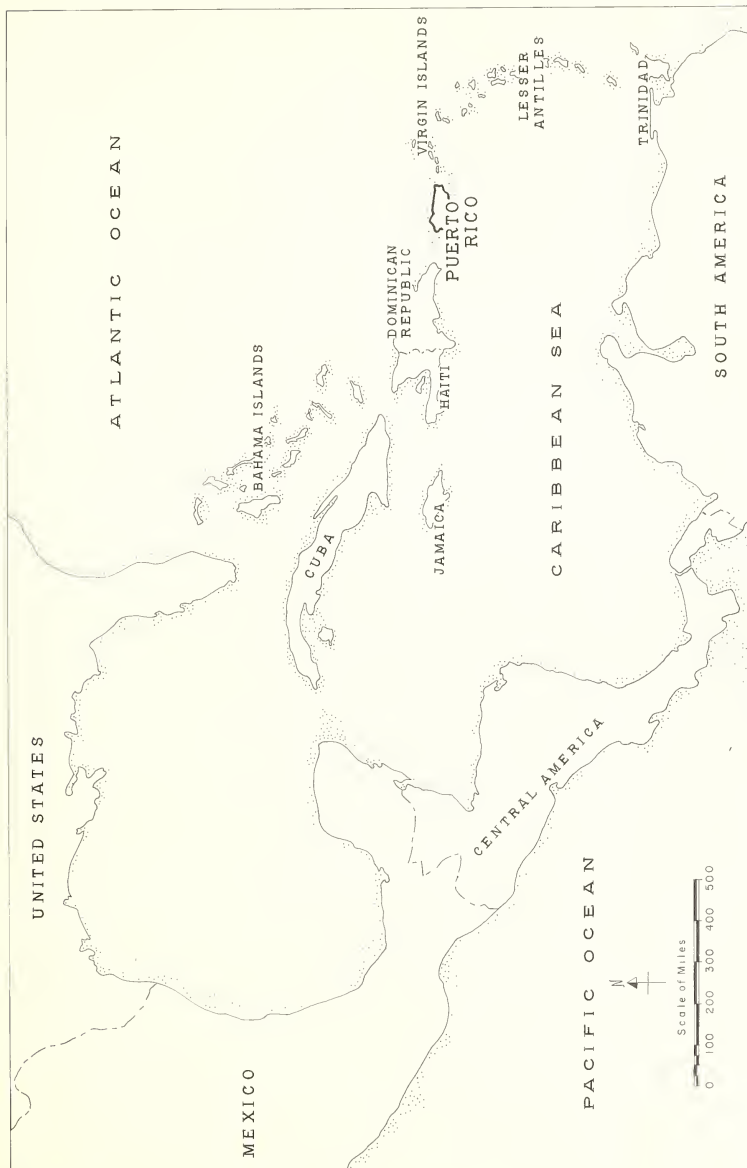 UNITED STATES
ATLANTIC OCEAN
MEXICO
BAHAMA ISLANDS
CUBA
DOMINICAN
REPUBLIC
HAITI
JAMAICA
PUERTO
RICO
VIRGIN ISLANDS
LESSER
ANTILLES
CARIBBEAN SEA
CENTRAL AMERICA
TRINIDAD
PACIFIC OCEAN
SOUTH AMERICA
N
Scale of Miles
0 100 200 300 400 500